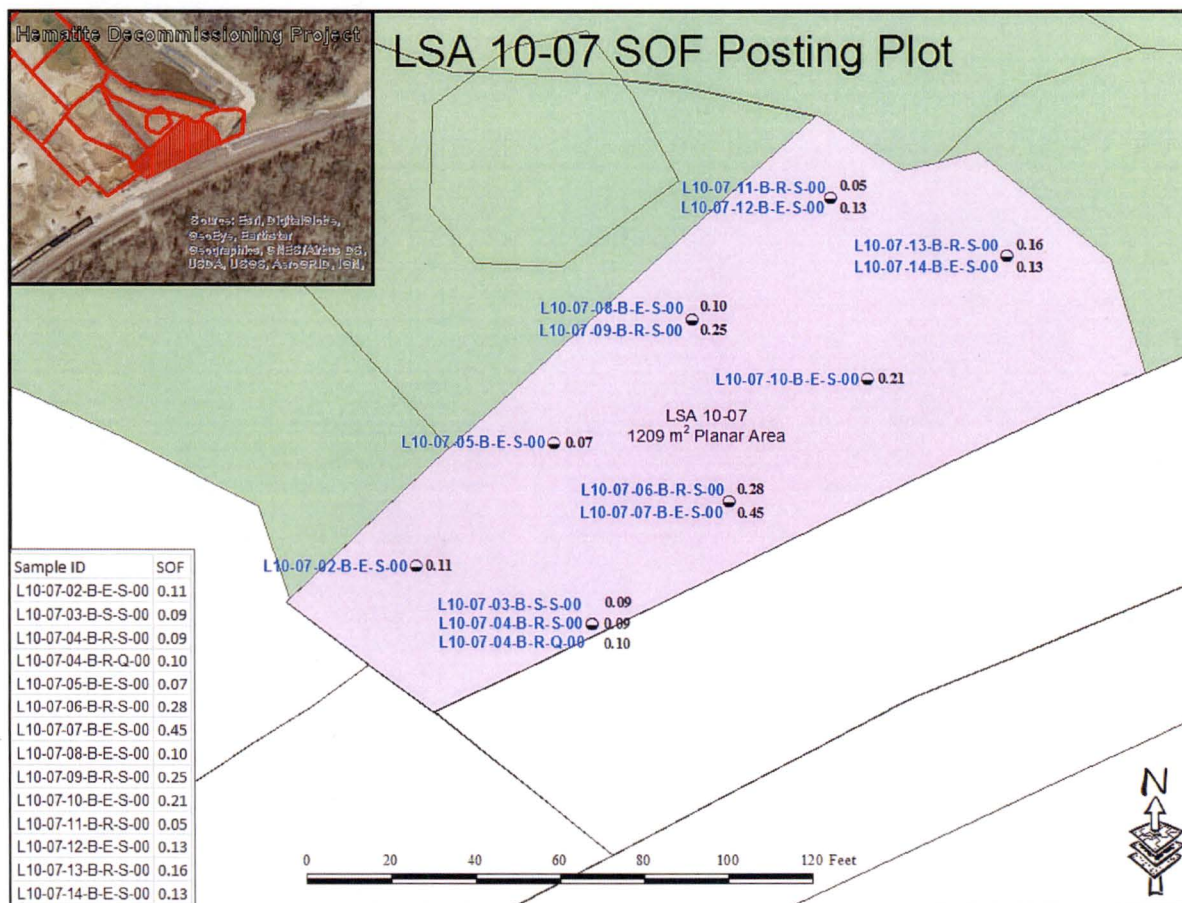 Hematite Decommissioning Project
LSA 10-07 SOF Posting Plot
Source: Esri, DigitalGlobe,
GeoEye, Earthstar
Geographics, CNES/Airbus DS,
USDA, USGS, AeroGRID, IGN,
L10-07-11-B-R-S-00 0.05
L10-07-12-B-E-S-00 0.13
L10-07-13-B-R-S-00 0.16
L10-07-14-B-E-S-00 0.13
L10-07-08-B-E-S-00 0.10
L10-07-09-B-R-S-00 0.25
L10-07-10-B-E-S-00 0.21
LSA 10-07
1209 m² Planar Area
L10-07-05-B-E-S-00 0.07
L10-07-06-B-R-S-00 0.28
L10-07-07-B-E-S-00 0.45
L10-07-02-B-E-S-00 0.11
L10-07-03-B-S-S-00 0.09
L10-07-04-B-R-S-00 0.09
L10-07-04-B-R-Q-00 0.10
Sample ID SOF
L10-07-02-B-E-S-00 0.11
L10-07-03-B-S-S-00 0.09
L10-07-04-B-R-S-00 0.09
L10-07-04-B-R-Q-00 0.10
L10-07-05-B-E-S-00 0.07
L10-07-06-B-R-S-00 0.28
L10-07-07-B-E-S-00 0.45
L10-07-08-B-E-S-00 0.10
L10-07-09-B-R-S-00 0.25
L10-07-10-B-E-S-00 0.21
L10-07-11-B-R-S-00 0.05
L10-07-12-B-E-S-00 0.13
L10-07-13-B-R-S-00 0.16
L10-07-14-B-E-S-00 0.13
0 20 40 60 80 100 120 Feet
N